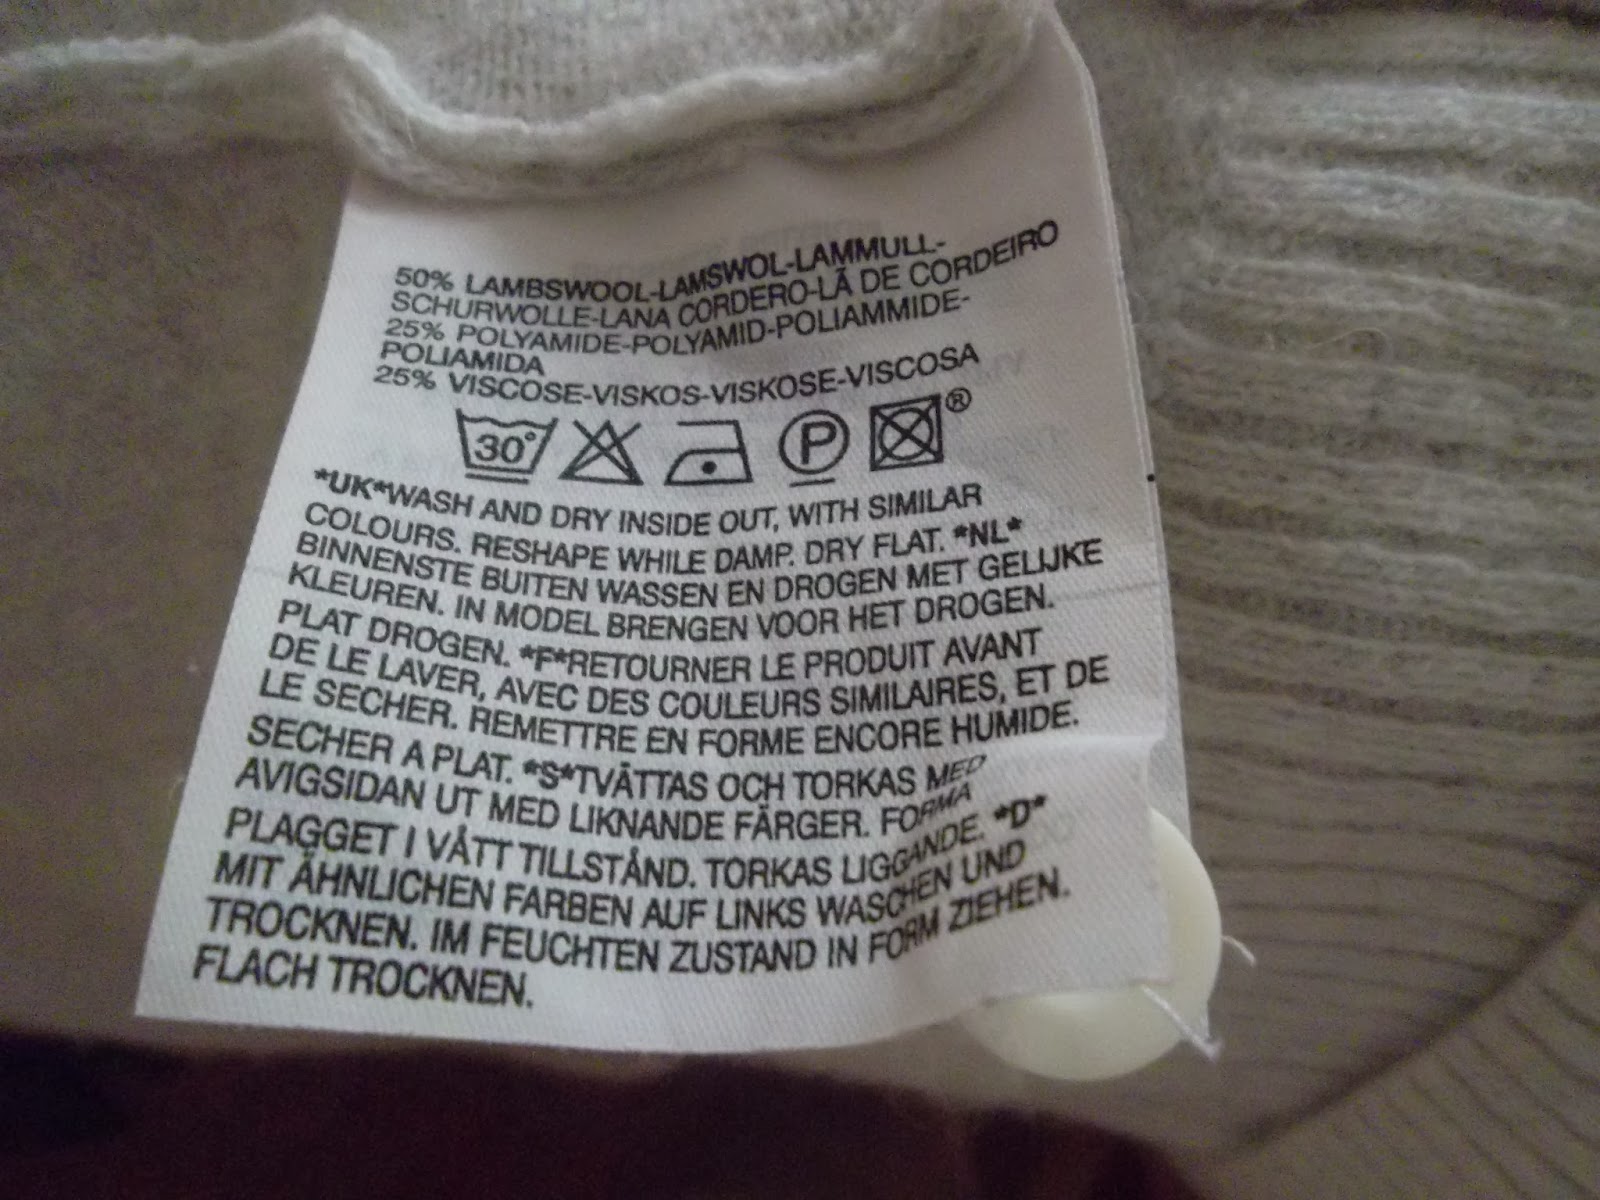 50% LAMBSWOOL-LAMSWOL-LAMMULL-
SCHURWOLLE-LANA CORDERO-LÃ DE CORDEIRO
25% POLYAMIDE-POLYAMID-POLIAMMIDE-
POLIAMIDA
25% VISCOSE-VISKOS-VISKOSE-VISCOSA
30° P ®
*UK*WASH AND DRY INSIDE OUT, WITH SIMILAR
COLOURS. RESHAPE WHILE DAMP. DRY FLAT. *NL*
BINNENSTE BUITEN WASSEN EN DROGEN MET GELIJKE
KLEUREN. IN MODEL BRENGEN VOOR HET DROGEN.
PLAT DROGEN. *F*RETOURNER LE PRODUIT AVANT
DE LE LAVER, AVEC DES COULEURS SIMILAIRES, ET DE
LE SECHER. REMETTRE EN FORME ENCORE HUMIDE.
SECHER A PLAT. *S*TVÄTTAS OCH TORKAS MED
AVIGSIDAN UT MED LIKNANDE FÄRGER. FORMA
PLAGGET I VÅTT TILLSTÅND. TORKAS LIGGANDE. *D*
MIT ÄHNLICHEN FARBEN AUF LINKS WASCHEN UND
TROCKNEN. IM FEUCHTEN ZUSTAND IN FORM ZIEHEN.
FLACH TROCKNEN.